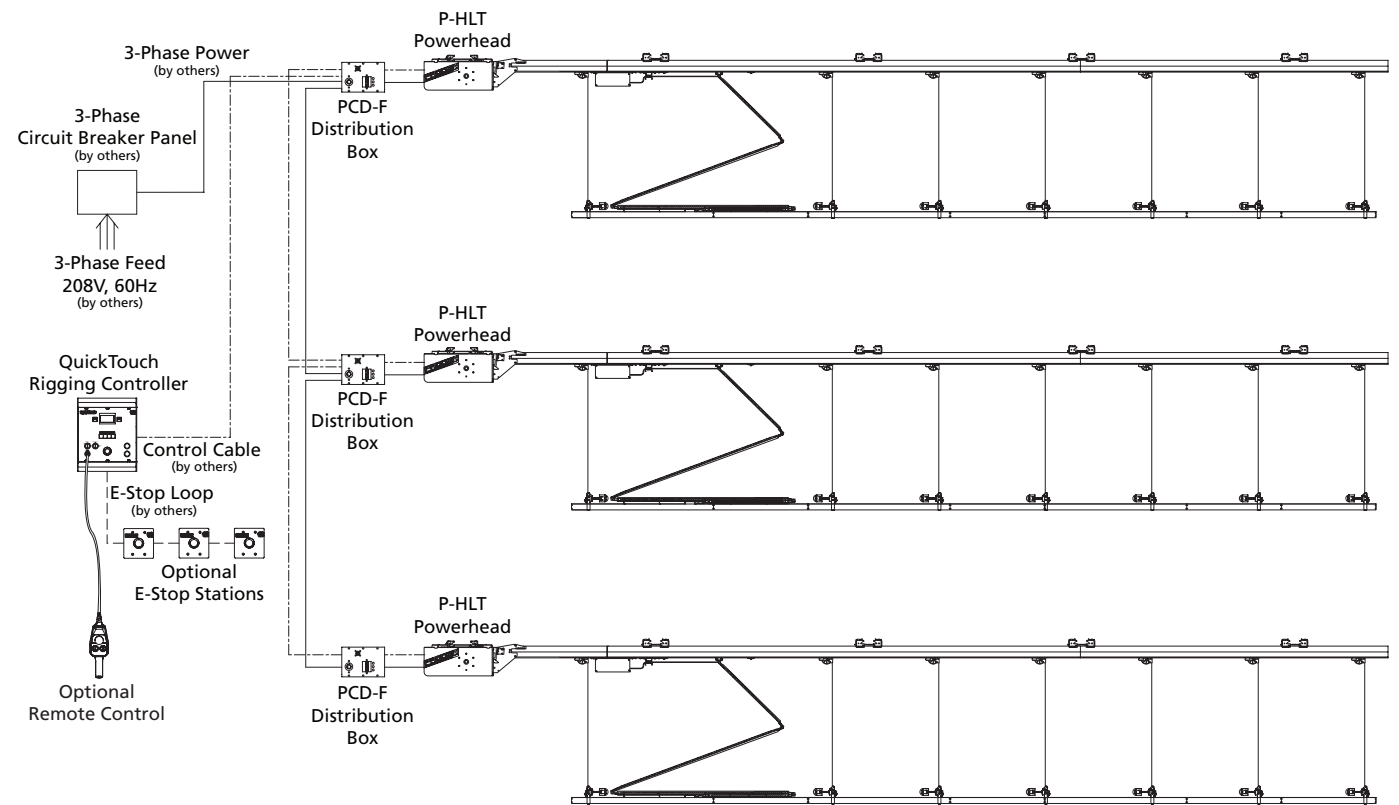 P-HLT
Powerhead
3-Phase Power
(by others)
PCD-F
Distribution
Box
3-Phase
Circuit Breaker Panel
(by others)
3-Phase Feed
208V, 60Hz
(by others)
P-HLT
Powerhead
PCD-F
Distribution
Box
QuickTouch
Rigging Controller
Control Cable
(by others)
E-Stop Loop
(by others)
Optional
E-Stop Stations
P-HLT
Powerhead
PCD-F
Distribution
Box
Optional
Remote Control